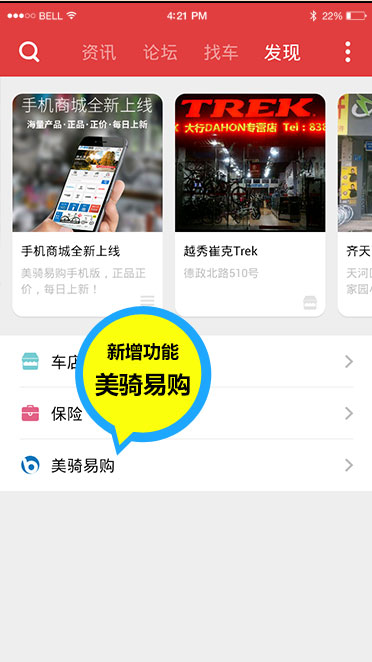 BELL 4:21 PM 22%
资讯 论坛 找车 发现
手机商城全新上线
海量产品·正品·正价·每日上新
TREK
大行DAHON专营店 Tel:838
手机商城全新上线
美骑易购手机版，正品正
价，每日上新！
越秀崔克Trek
德政北路510号
齐天
天河区
家园
新增功能
美骑易购
车店
保险
美骑易购